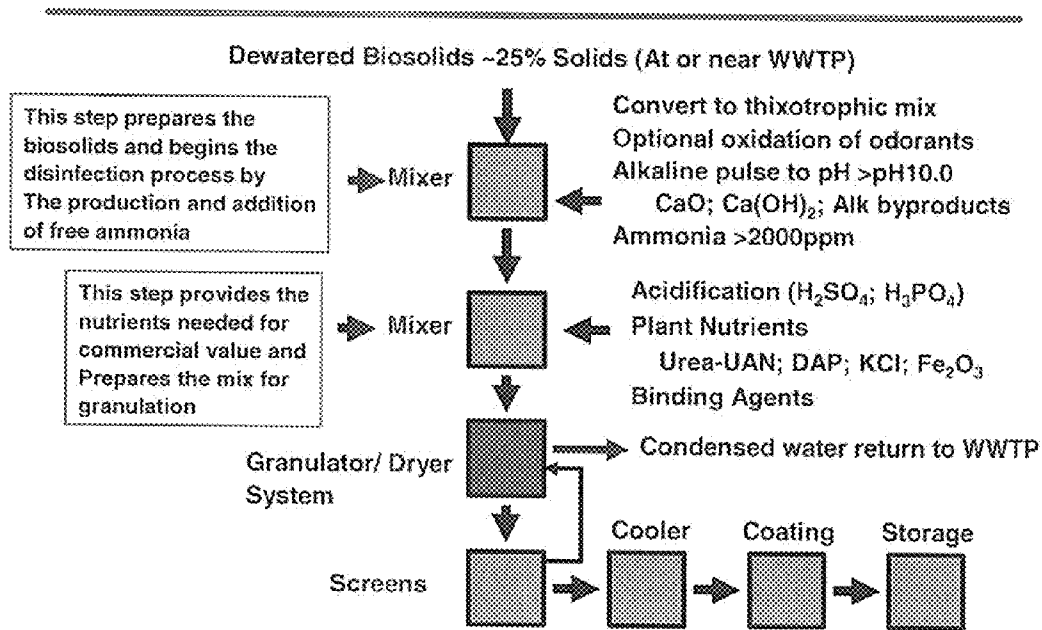 Dewatered Biosolids ~25% Solids (At or near WWTP)
This step prepares the
biosolids and begins the
disinfection process by
The production and addition
of free ammonia
Mixer
Convert to thixotrophic mix
Optional oxidation of odorants
Alkaline pulse to pH >pH10.0
CaO; Ca(OH)₂; Alk byproducts
Ammonia >2000ppm
This step provides the
nutrients needed for
commercial value and
Prepares the mix for
granulation
Mixer
Acidification (H₂SO₄; H₃PO₄)
Plant Nutrients
Urea-UAN; DAP; KCl; Fe₂O₃
Binding Agents
Granulator/ Dryer
System
Condensed water return to WWTP
Screens
Cooler
Coating
Storage